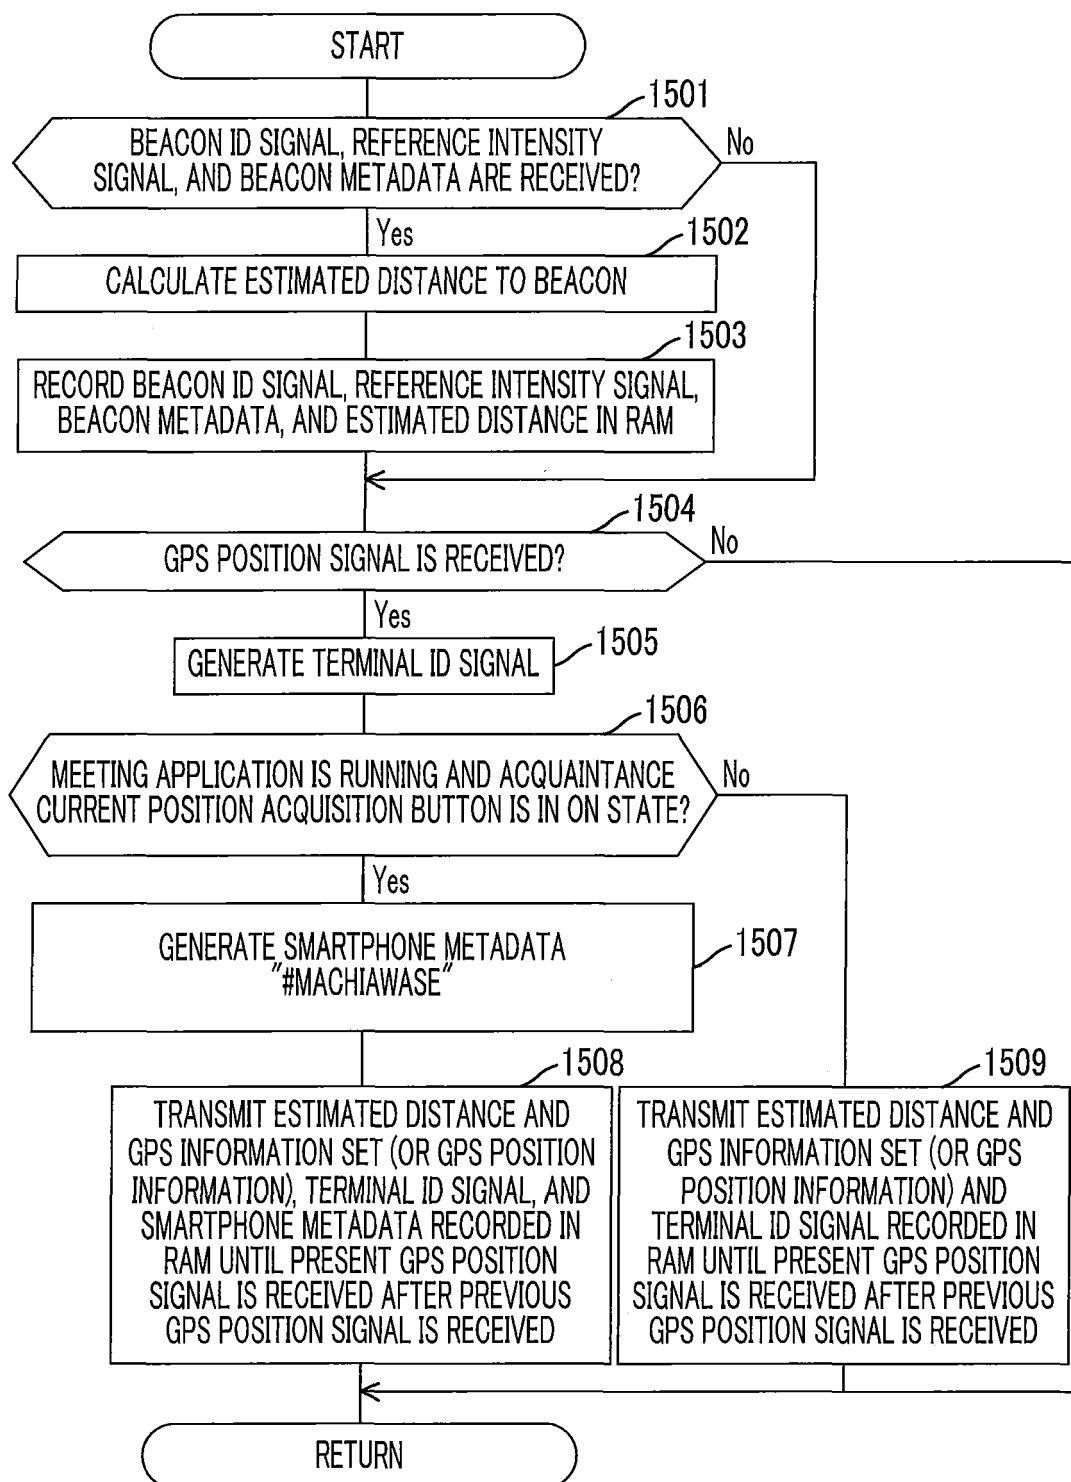 START
1501
BEACON ID SIGNAL, REFERENCE INTENSITY
SIGNAL, AND BEACON METADATA ARE RECEIVED?
No
Yes
1502
CALCULATE ESTIMATED DISTANCE TO BEACON
1503
RECORD BEACON ID SIGNAL, REFERENCE INTENSITY SIGNAL,
BEACON METADATA, AND ESTIMATED DISTANCE IN RAM
1504
GPS POSITION SIGNAL IS RECEIVED?
No
Yes
1505
GENERATE TERMINAL ID SIGNAL
1506
MEETING APPLICATION IS RUNNING AND ACQUAINTANCE
CURRENT POSITION ACQUISITION BUTTON IS IN ON STATE?
No
Yes
1507
GENERATE SMARTPHONE METADATA
"#MACHIAWASE"
1508
TRANSMIT ESTIMATED DISTANCE AND
GPS INFORMATION SET (OR GPS POSITION
INFORMATION), TERMINAL ID SIGNAL, AND
SMARTPHONE METADATA RECORDED IN
RAM UNTIL PRESENT GPS POSITION
SIGNAL IS RECEIVED AFTER PREVIOUS
GPS POSITION SIGNAL IS RECEIVED
1509
TRANSMIT ESTIMATED DISTANCE AND
GPS INFORMATION SET (OR GPS
POSITION INFORMATION) AND
TERMINAL ID SIGNAL RECORDED IN
RAM UNTIL PRESENT GPS POSITION
SIGNAL IS RECEIVED AFTER PREVIOUS
GPS POSITION SIGNAL IS RECEIVED
RETURN